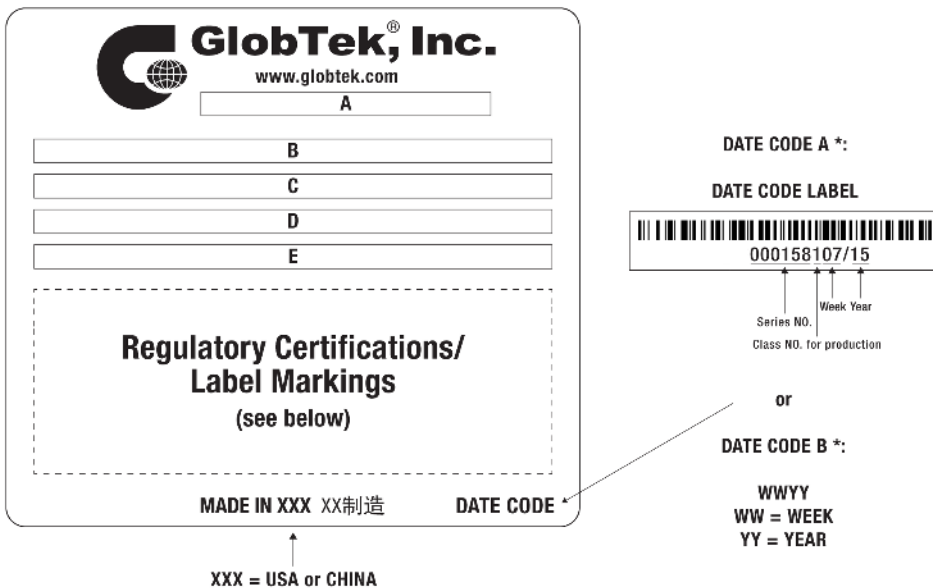 GlobTek,® Inc.
www.globtek.com
A
B
C
D
E
Regulatory Certifications/
Label Markings
(see below)
MADE IN XXX XX制造
DATE CODE
XXX = USA or CHINA
DATE CODE A *:
DATE CODE LABEL
000158107/15
Week Year
Series NO.
Class NO. for production
or
DATE CODE B *:
WWYY
WW = WEEK
YY = YEAR